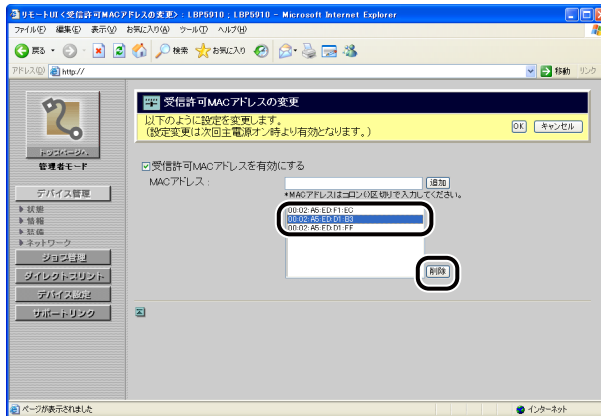 リモートUI <受信許可MACアドレスの変更> : LBP5910 ; LBP5910 - Microsoft Internet Explorer
ファイル(F) 編集(E) 表示(V) お気に入り(A) ツール(T) ヘルプ(H)
戻る 検索 お気に入り
アドレス(D) http:// 移動 リンク
受信許可MACアドレスの変更
以下のように設定を変更します。
(設定変更は次回主電源オン時より有効となります。)
OK キャンセル
トップページへ
管理者モード
受信許可MACアドレスを有効にする
MACアドレス : 追加
*MACアドレスはコロン(:)区切りで入力してください。
00:02:A5:ED:F1:EC
00:02:A5:ED:D1:B3
00:02:A5:ED:D1:FF
削除
デバイス管理
状態
情報
装備
ネットワーク
ジョブ管理
ダイレクトプリント
デバイス設定
サポートリンク
ページが表示されました インターネット